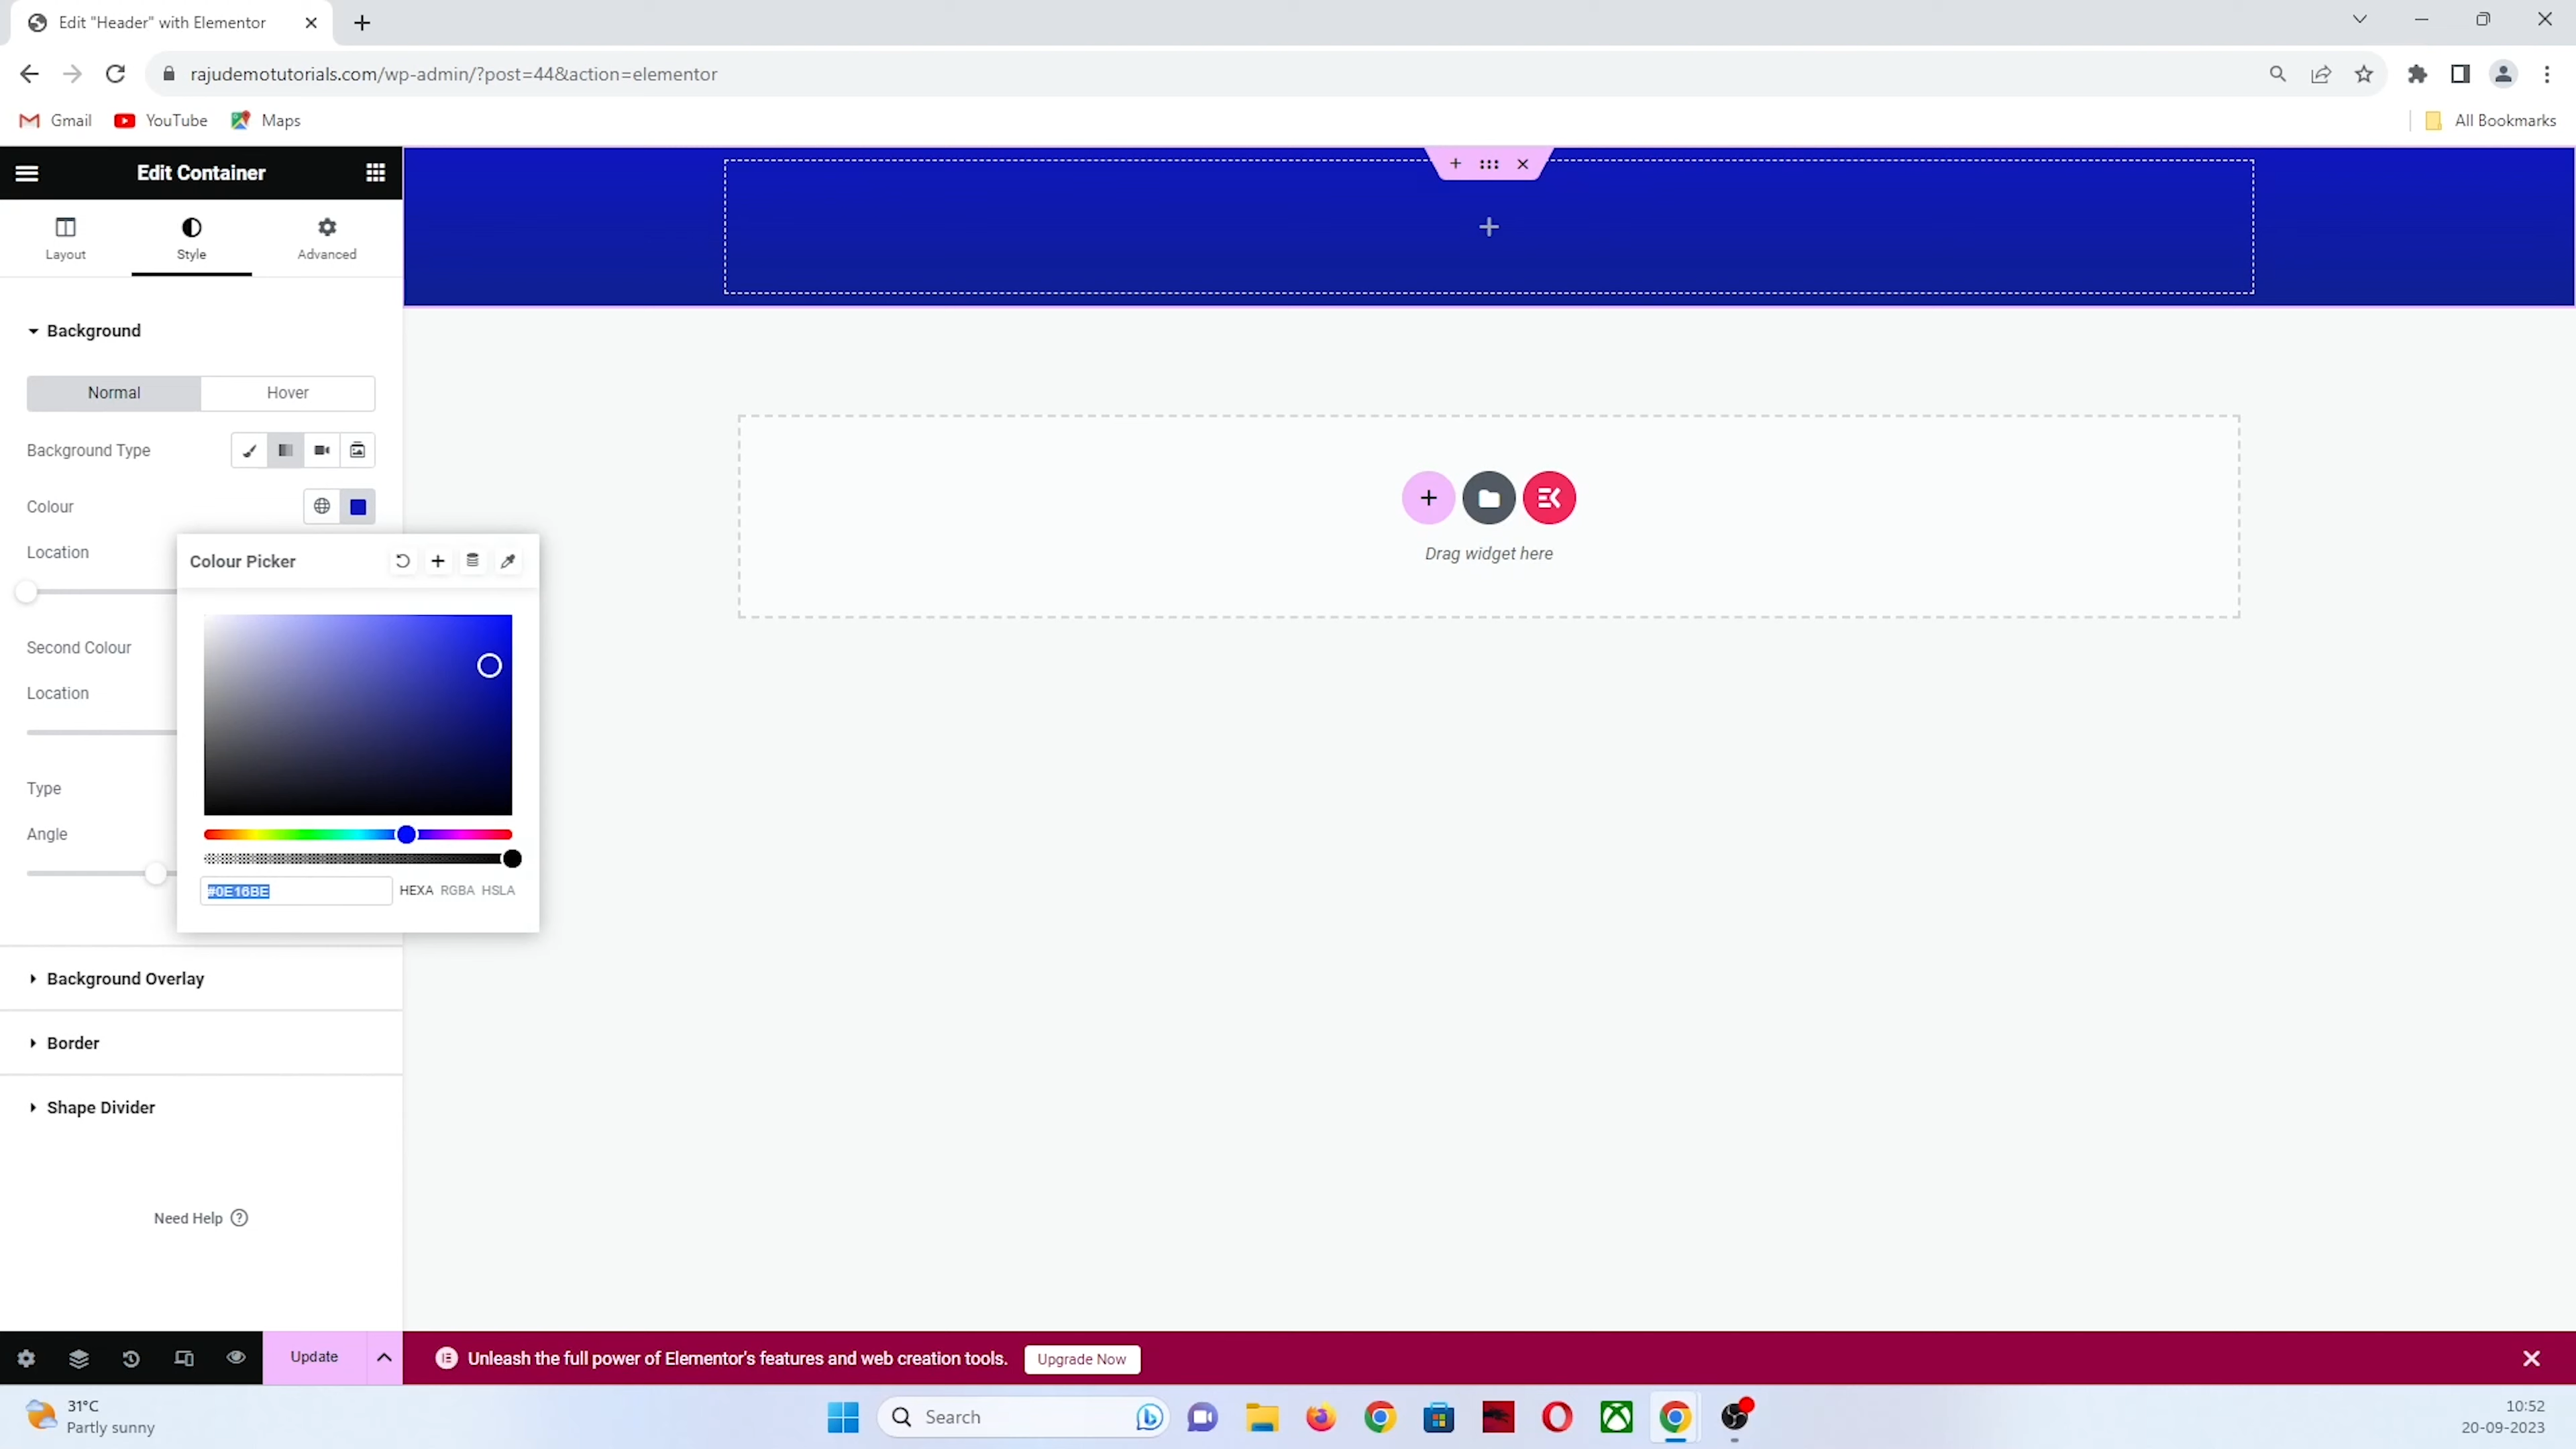 Edit "Header" with Elementor
rajudemotutorials.com/wp-admin/?post=44&action=elementor
Gmail
YouTube
Maps
All Bookmarks
Edit Container
Layout
Style
Advanced
Background
Normal
Hover
Background Type
Colour
Location
Colour Picker
Second Colour
Location
Type
Angle
#0E16BE
HEXA RGBA HSLA
Drag widget here
Background Overlay
Border
Shape Divider
Need Help
Update
Unleash the full power of Elementor's features and web creation tools.
Upgrade Now
31°C
Partly sunny
Search
10:52
20-09-2023